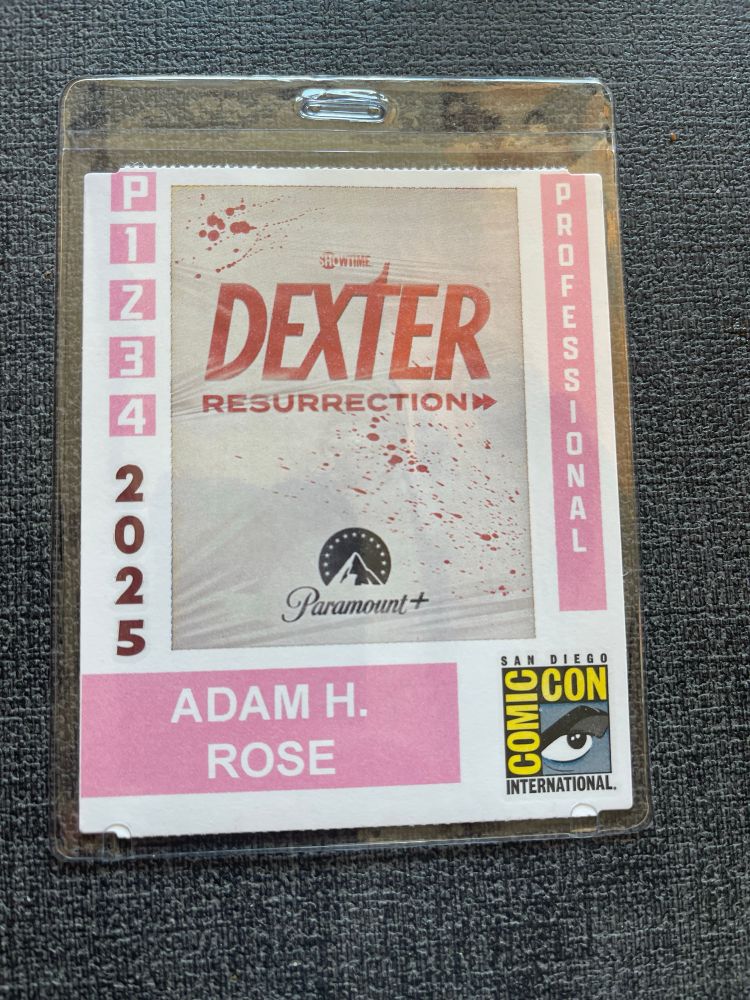 P
1
2
3
4
2025
PROFESSIONAL
SHOWTIME
DEXTER
RESURRECTION
Paramount+
ADAM H.
ROSE
SAN DIEGO
COMIC
CON
INTERNATIONAL.